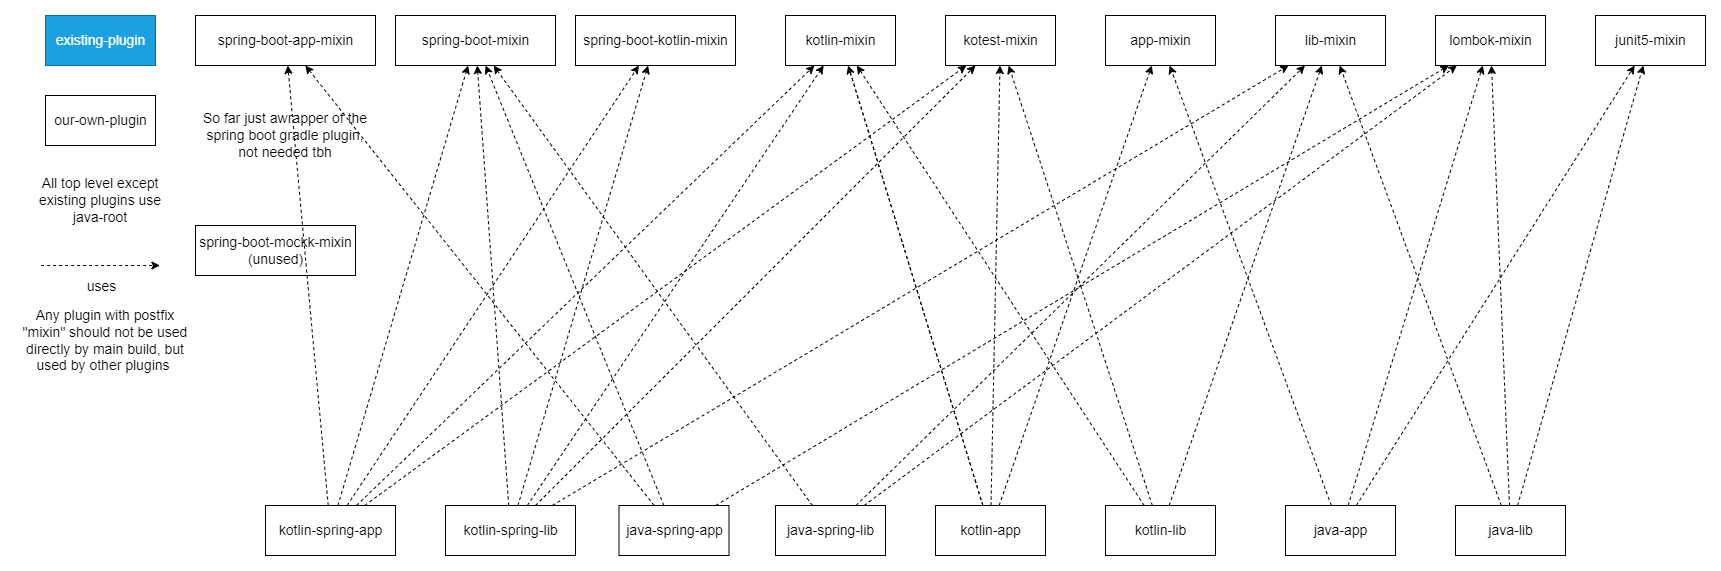 existing-plugin
spring-boot-app-mixin
spring-boot-mixin
spring-boot-kotlin-mixin
kotlin-mixin
kotest-mixin
app-mixin
lib-mixin
lombok-mixin
junit5-mixin
our-own-plugin
So far just awrapper of the
spring boot gradle plugin,
not needed tbh
All top level except
existing plugins use
java-root
spring-boot-mockk-mixin
(unused)
uses
Any plugin with postfix
"mixin" should not be used
directly by main build, but
used by other plugins
kotlin-spring-app
kotlin-spring-lib
java-spring-app
java-spring-lib
kotlin-app
kotlin-lib
java-app
java-lib